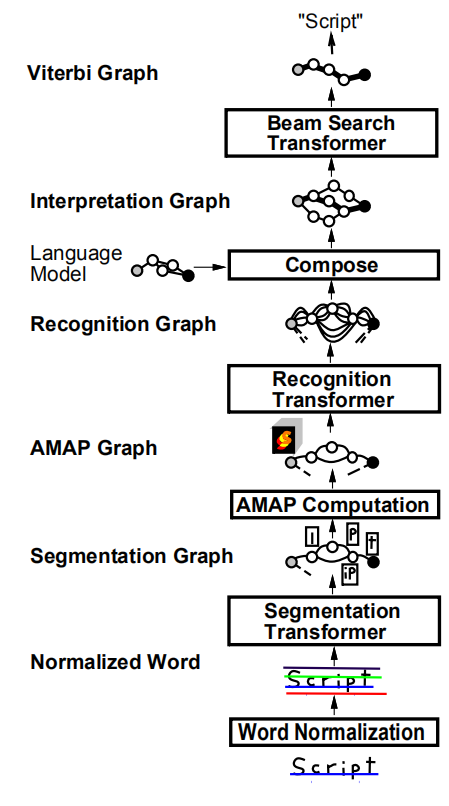 "Script"
Viterbi Graph
Beam Search
Transformer
Interpretation Graph
Language
Model
Compose
Recognition Graph
Recognition
Transformer
AMAP Graph
AMAP Computation
Segmentation Graph
l
p
t
ip
Segmentation
Transformer
Normalized Word
Script
Word Normalization
Script